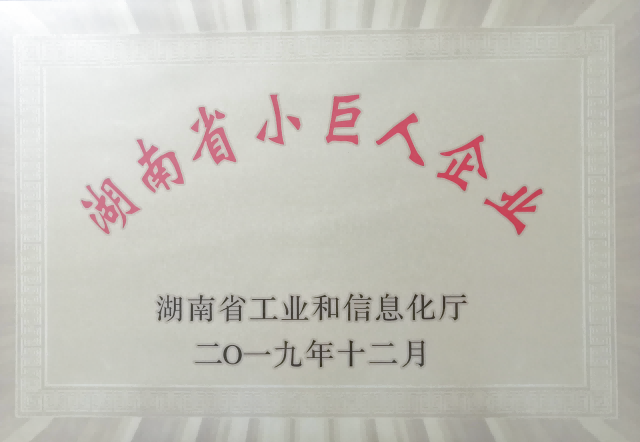 湖南省小巨人企业
湖南省工业和信息化厅
二O一九年十二月